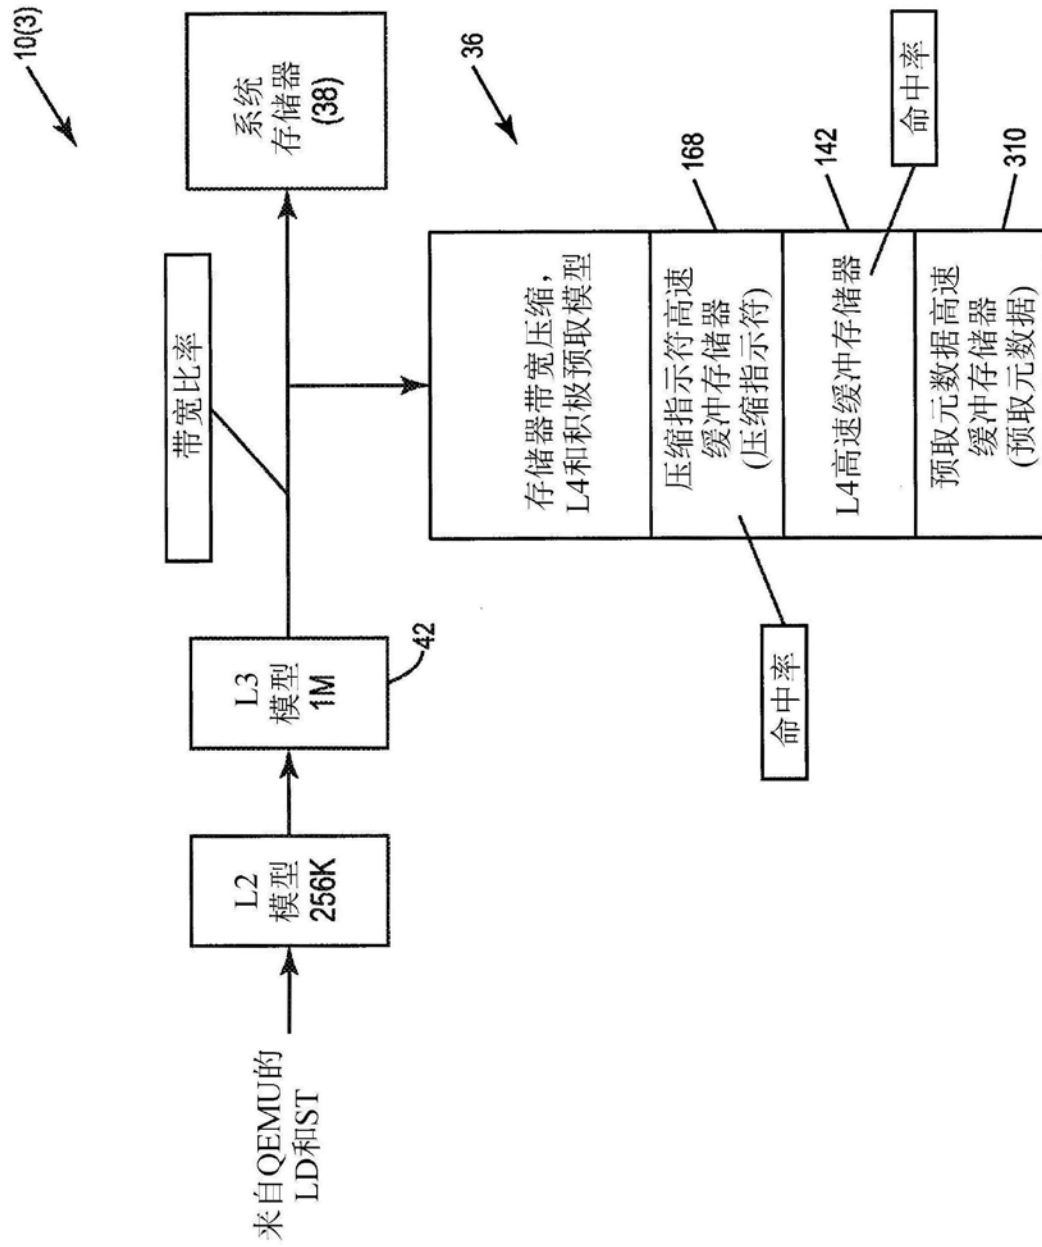 10(3)
系统
存储器
(38)
带宽比率
L3
模型
1M
42
L2
模型
256K
来自QEMU的
LD和ST
36
存储器带宽压缩，
L4和积极预取模型
168
压缩指示符高速
缓冲存储器
(压缩指示符)
142
L4高速缓冲存储器
310
预取元数据高速
缓冲存储器
(预取元数据)
命中率
命中率